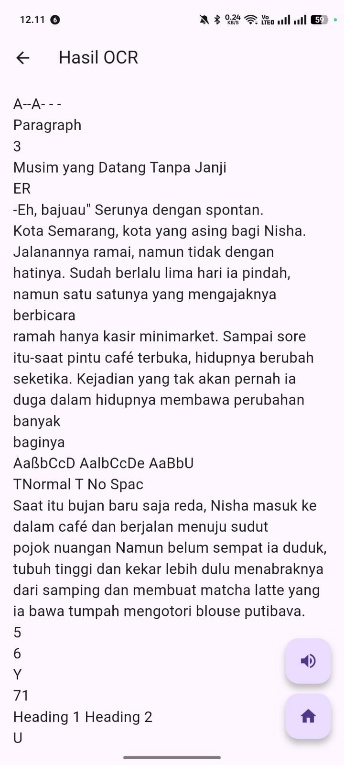 12.11
0.24
KB/S
Vo
LTE
59
Hasil OCR
A--A- - -
Paragraph
3
Musim yang Datang Tanpa Janji
ER
-Eh, bajuau" Serunya dengan spontan.
Kota Semarang, kota yang asing bagi Nisha.
Jalanannya ramai, namun tidak dengan
hatinya. Sudah berlalu lima hari ia pindah,
namun satu satunya yang mengajaknya
berbicara
ramah hanya kasir minimarket. Sampai sore
itu-saat pintu café terbuka, hidupnya berubah
seketika. Kejadian yang tak akan pernah ia
duga dalam hidupnya membawa perubahan
banyak
baginya
AaßbCcD AalbCcDe AaBbU
TNormal T No Spac
Saat itu bujan baru saja reda, Nisha masuk ke
dalam café dan berjalan menuju sudut
pojok nuangan Namun belum sempat ia duduk,
tubuh tinggi dan kekar lebih dulu menabraknya
dari samping dan membuat matcha latte yang
ia bawa tumpah mengotori blouse putibava.
5
6
Y
71
Heading 1 Heading 2
U